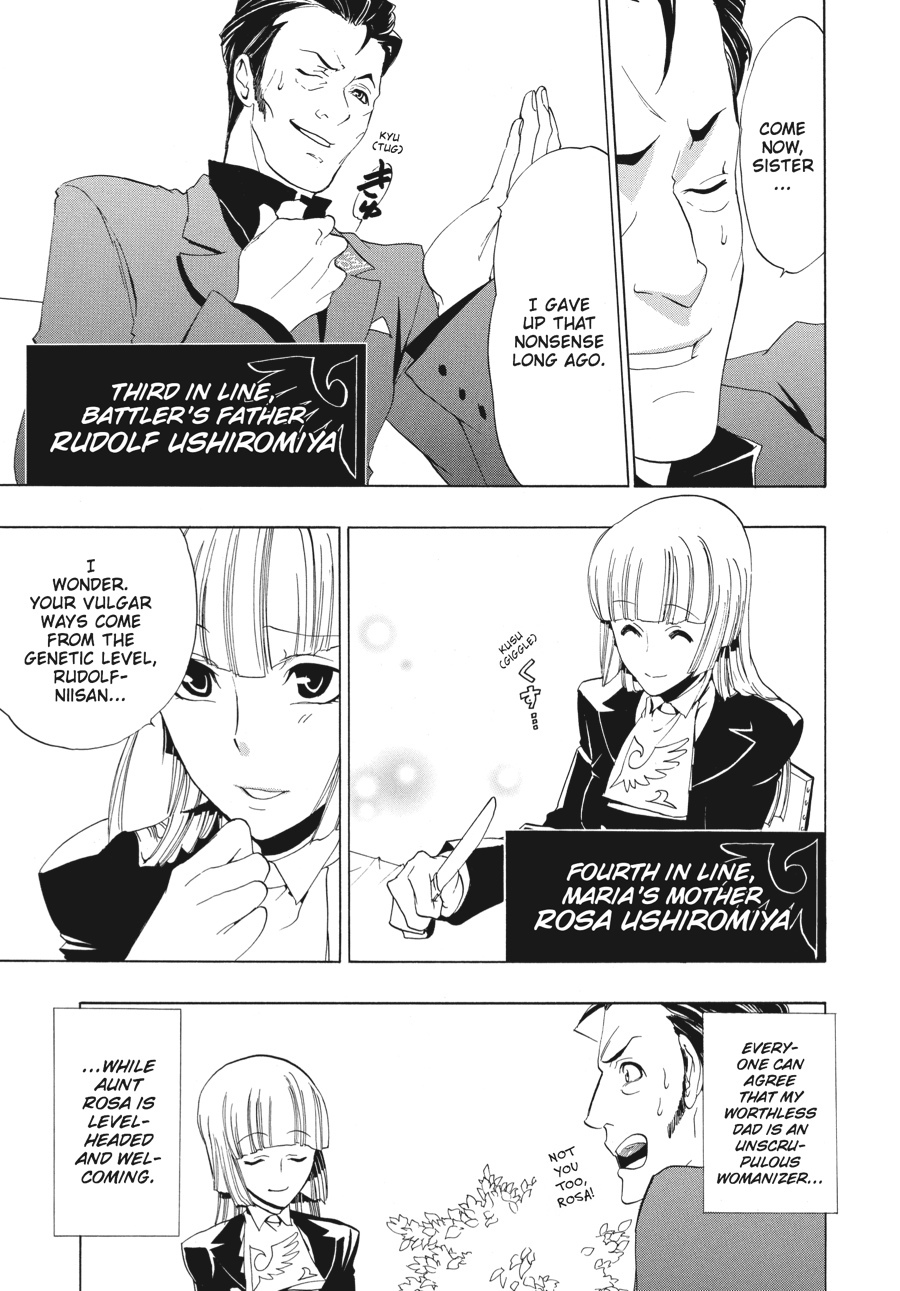 COME
NOW,
SISTER
...
KYU
(TUG)
きゅ
I GAVE
UP THAT
NONSENSE
LONG AGO.
THIRD IN LINE,
BATTLER'S FATHER
RUDOLF USHIROMIYA
KUSU
(GIGGLE)
くす…
FOURTH IN LINE,
MARIA'S MOTHER
ROSA USHIROMIYA
I
WONDER.
YOUR VULGAR
WAYS COME
FROM THE
GENETIC LEVEL,
RUDOLF-
NIISAN...
EVERY-
ONE CAN
AGREE
THAT MY
WORTHLESS
DAD IS AN
UNSCRU-
PULOUS
WOMANIZER...
NOT
YOU
TOO,
ROSA!
...WHILE
AUNT
ROSA IS
LEVEL-
HEADED
AND WEL-
COMING.